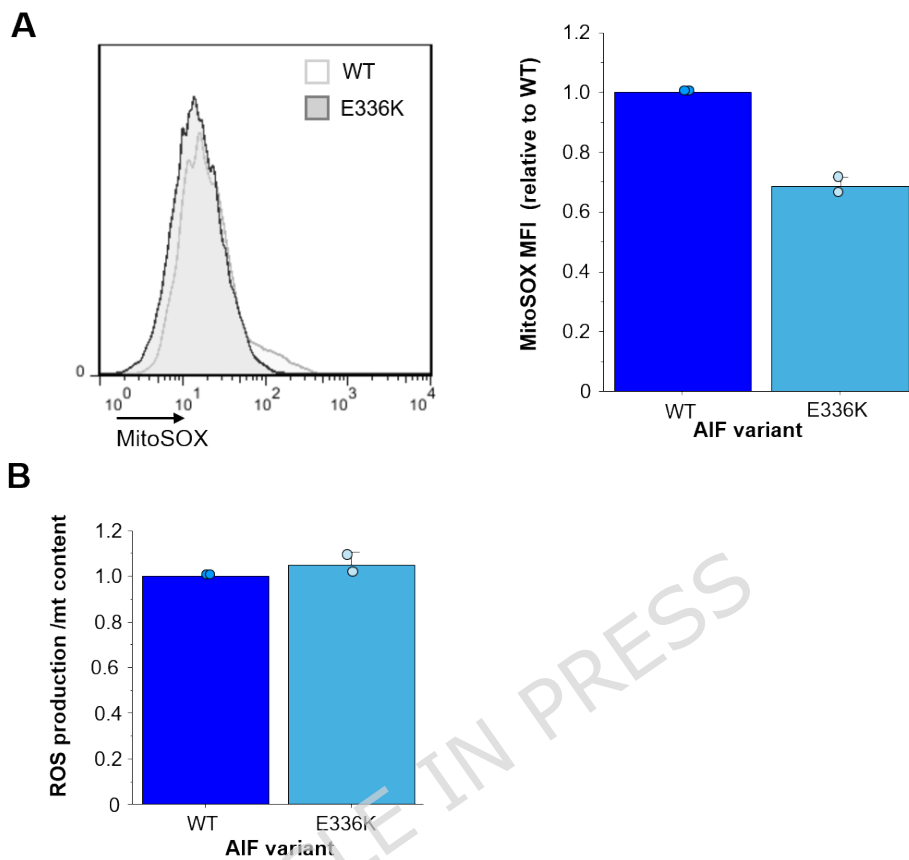 A
WT
E336K
0
10^0 10^1 10^2 10^3 10^4
MitoSOX
MitoSOX MFI (relative to WT)
1.2
1.0
0.8
0.6
0.4
0.2
0
WT E336K
AIF variant
B
ROS production /mt content
1.2
1.0
0.8
0.6
0.4
0.2
0
WT E336K
AIF variant
LE IN PRESS